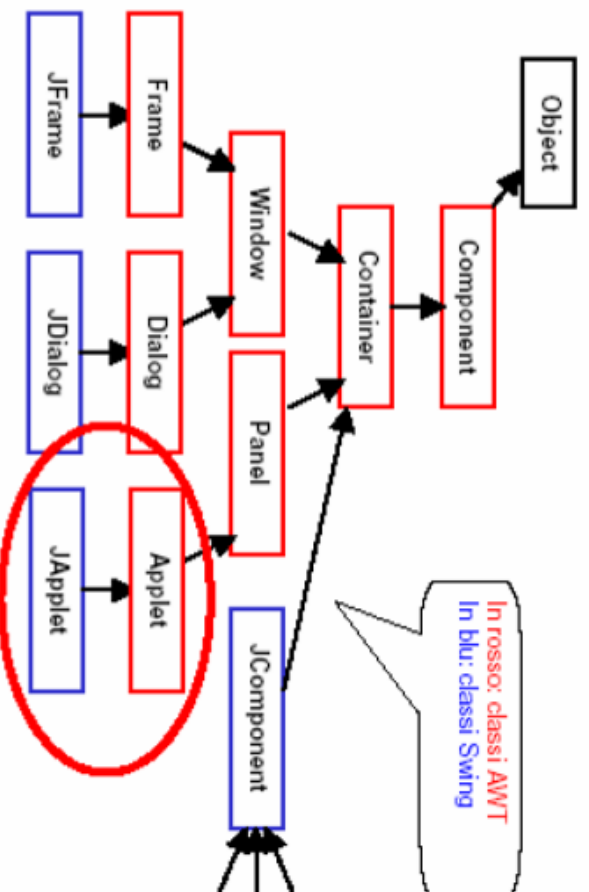 Object
Component
Container
Window
Panel
JComponent
Frame
Dialog
Applet
JFrame
JDialog
JApplet
In rosso: classi AWT
In blu: classi Swing